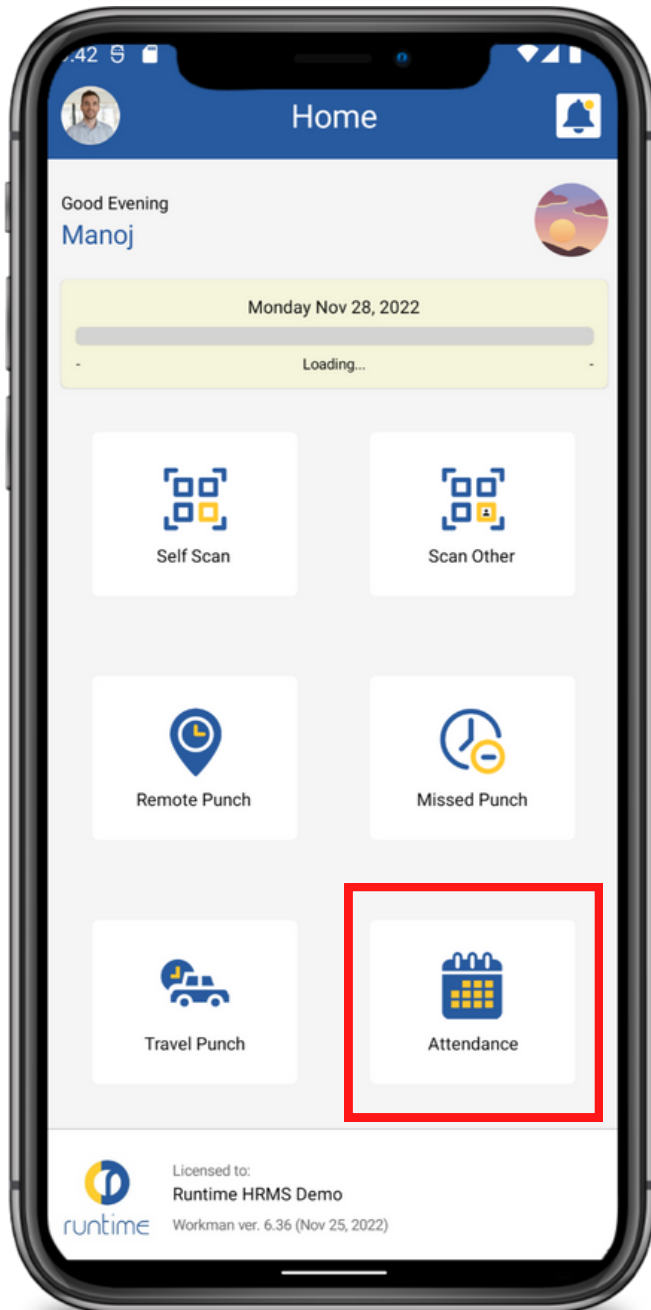 :42
Home
Good Evening
Manoj
Monday Nov 28, 2022
- Loading... -
Self Scan
Scan Other
Remote Punch
Missed Punch
Travel Punch
Attendance
Licensed to:
Runtime HRMS Demo
runtime
Workman ver. 6.36 (Nov 25, 2022)